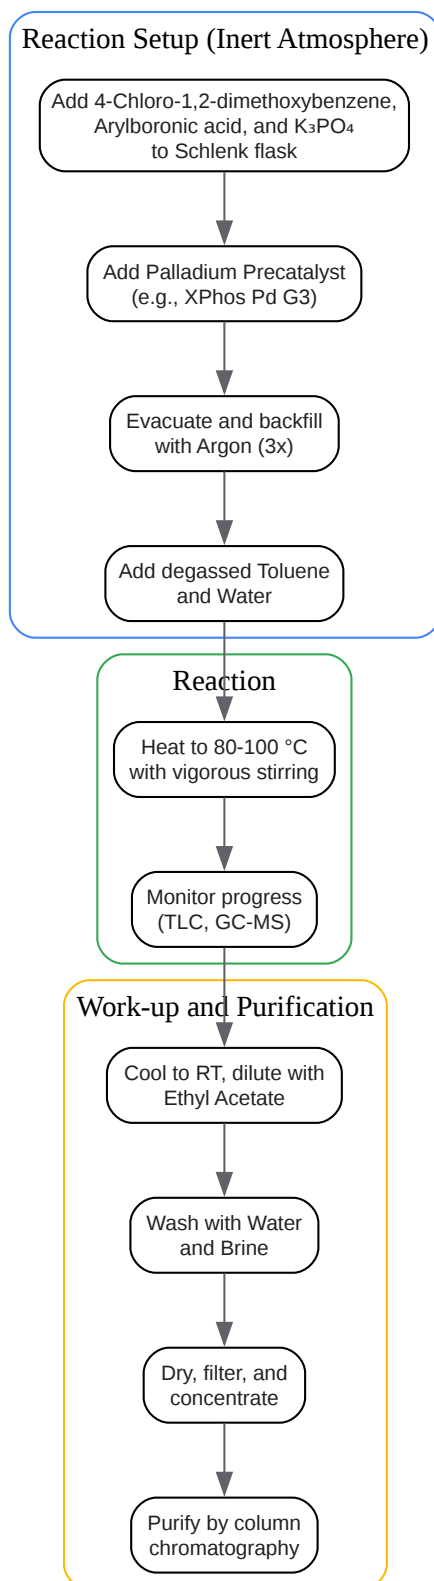 Reaction Setup (Inert Atmosphere)
Add 4-Chloro-1,2-dimethoxybenzene,
Arylboronic acid, and K₃PO₄
to Schlenk flask
Add Palladium Precatalyst
(e.g., XPhos Pd G3)
Evacuate and backfill
with Argon (3x)
Add degassed Toluene
and Water
Reaction
Heat to 80-100 °C
with vigorous stirring
Monitor progress
(TLC, GC-MS)
Work-up and Purification
Cool to RT, dilute with
Ethyl Acetate
Wash with Water
and Brine
Dry, filter, and
concentrate
Purify by column
chromatography